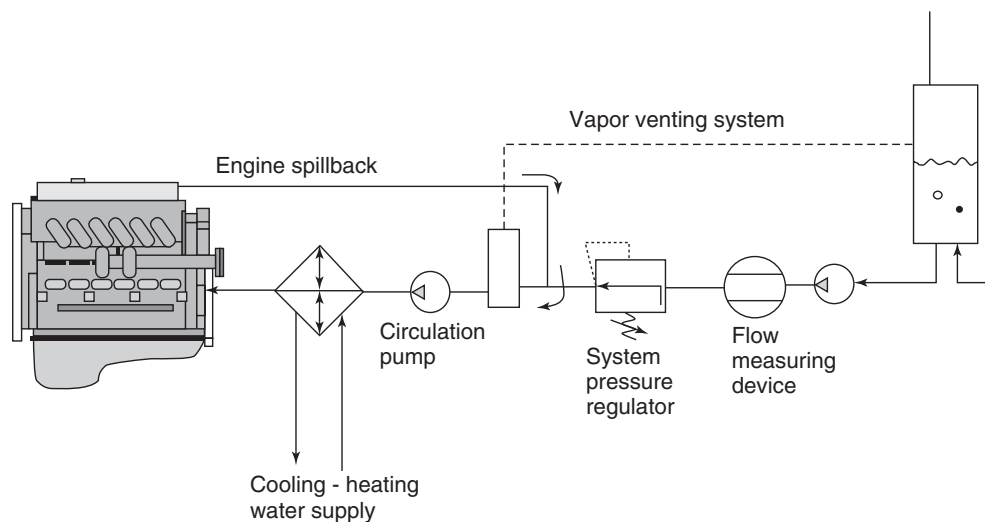 Vapor venting system
Engine spillback
Circulation
pump
System
pressure
regulator
Flow
measuring
device
Cooling - heating
water supply